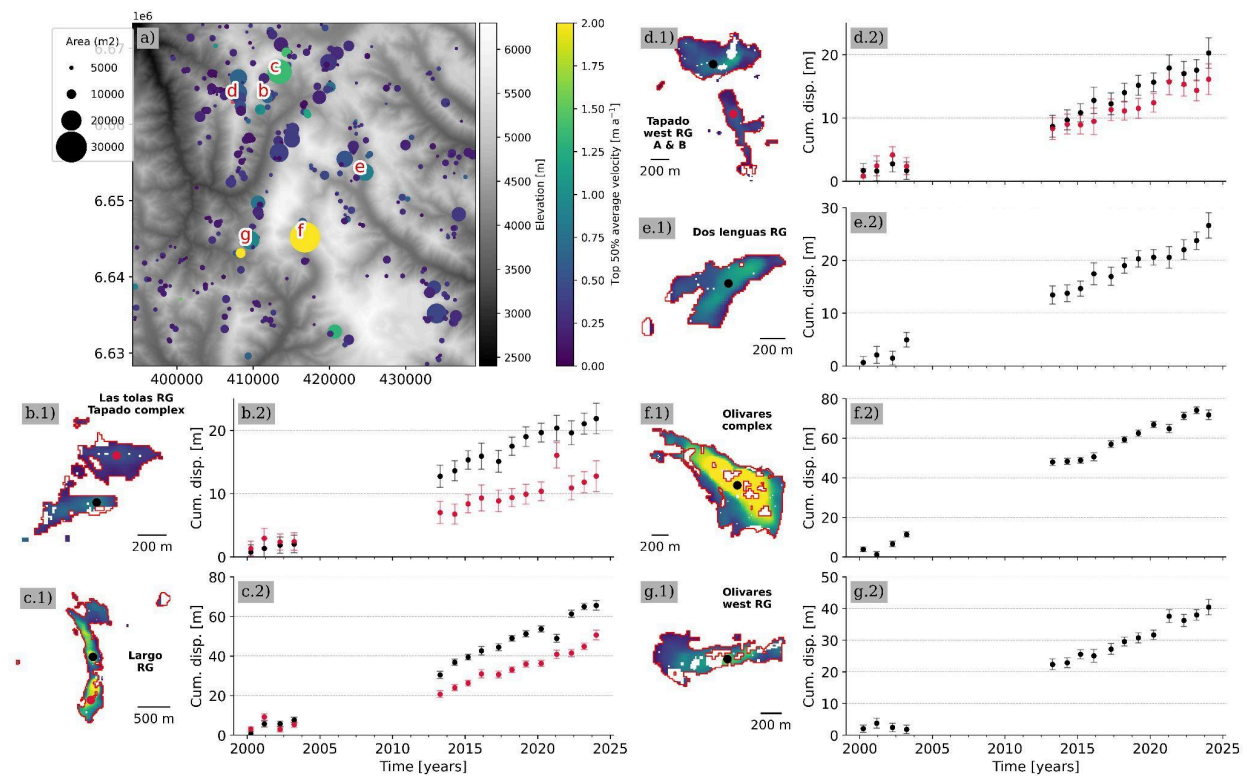 1e6
a)
Area (m2)
5000
10000
20000
30000
6.67
6.66
6.65
6.64
6.63
400000
410000
420000
430000
c
d
b
e
g
f
6000
5500
5000
4500
4000
3500
3000
2500
Elevation [m]
2.00
1.75
1.50
1.25
1.00
0.75
0.50
0.25
0.00
Top 50% average velocity [m a⁻¹]
d.1)
Tapado
west RG
A & B
200 m
d.2)
Cum. disp. [m]
20
10
0
e.1)
Dos lenguas RG
200 m
e.2)
Cum. disp. [m]
30
20
10
0
b.1)
Las tolas RG
Tapado complex
200 m
b.2)
Cum. disp. [m]
20
10
0
f.1)
Olivares
complex
200 m
f.2)
Cum. disp. [m]
80
60
40
20
0
c.1)
Largo
RG
500 m
c.2)
Cum. disp. [m]
80
60
40
20
0
2000
2005
2010
2015
2020
2025
Time [years]
g.1)
Olivares
west RG
200 m
g.2)
Cum. disp. [m]
50
40
30
20
10
0
2000
2005
2010
2015
2020
2025
Time [years]